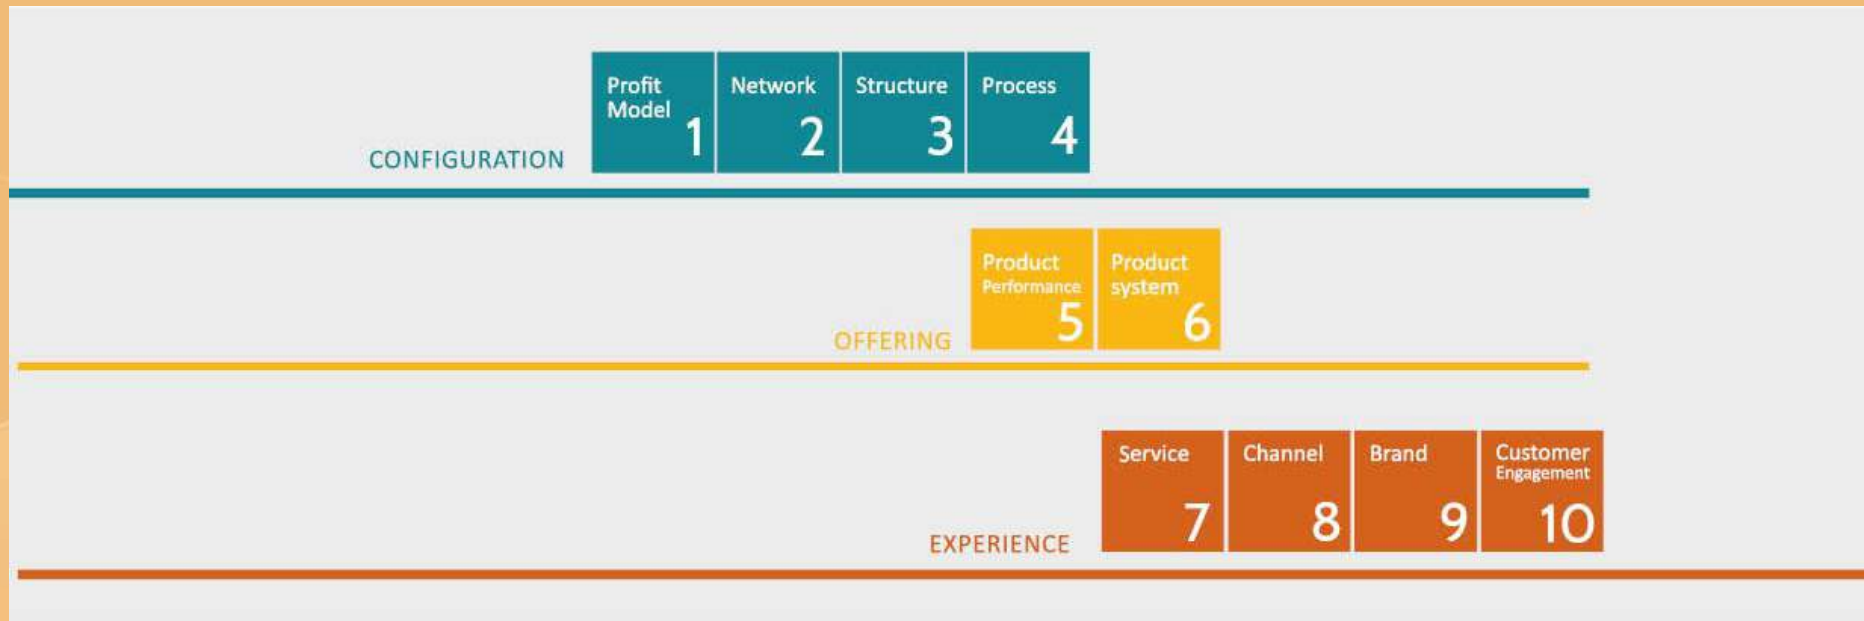 Profit
Model
1
Network
2
Structure
3
Process
4
CONFIGURATION
Product
Performance
5
Product
system
6
OFFERING
Service
7
Channel
8
Brand
9
Customer
Engagement
10
EXPERIENCE